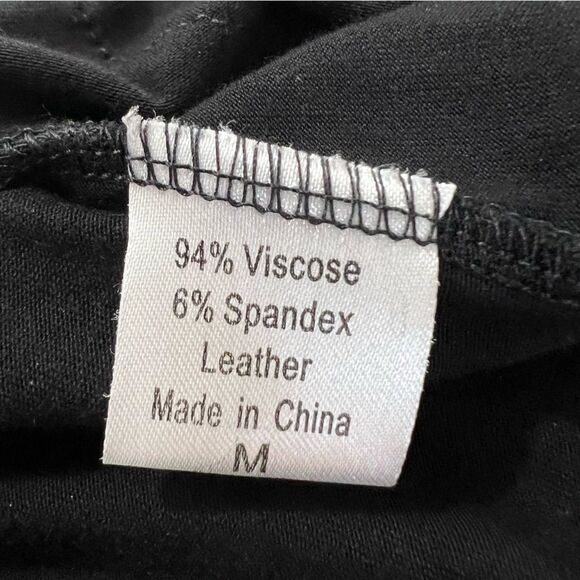 94% Viscose
6% Spandex
Leather
Made in China
M